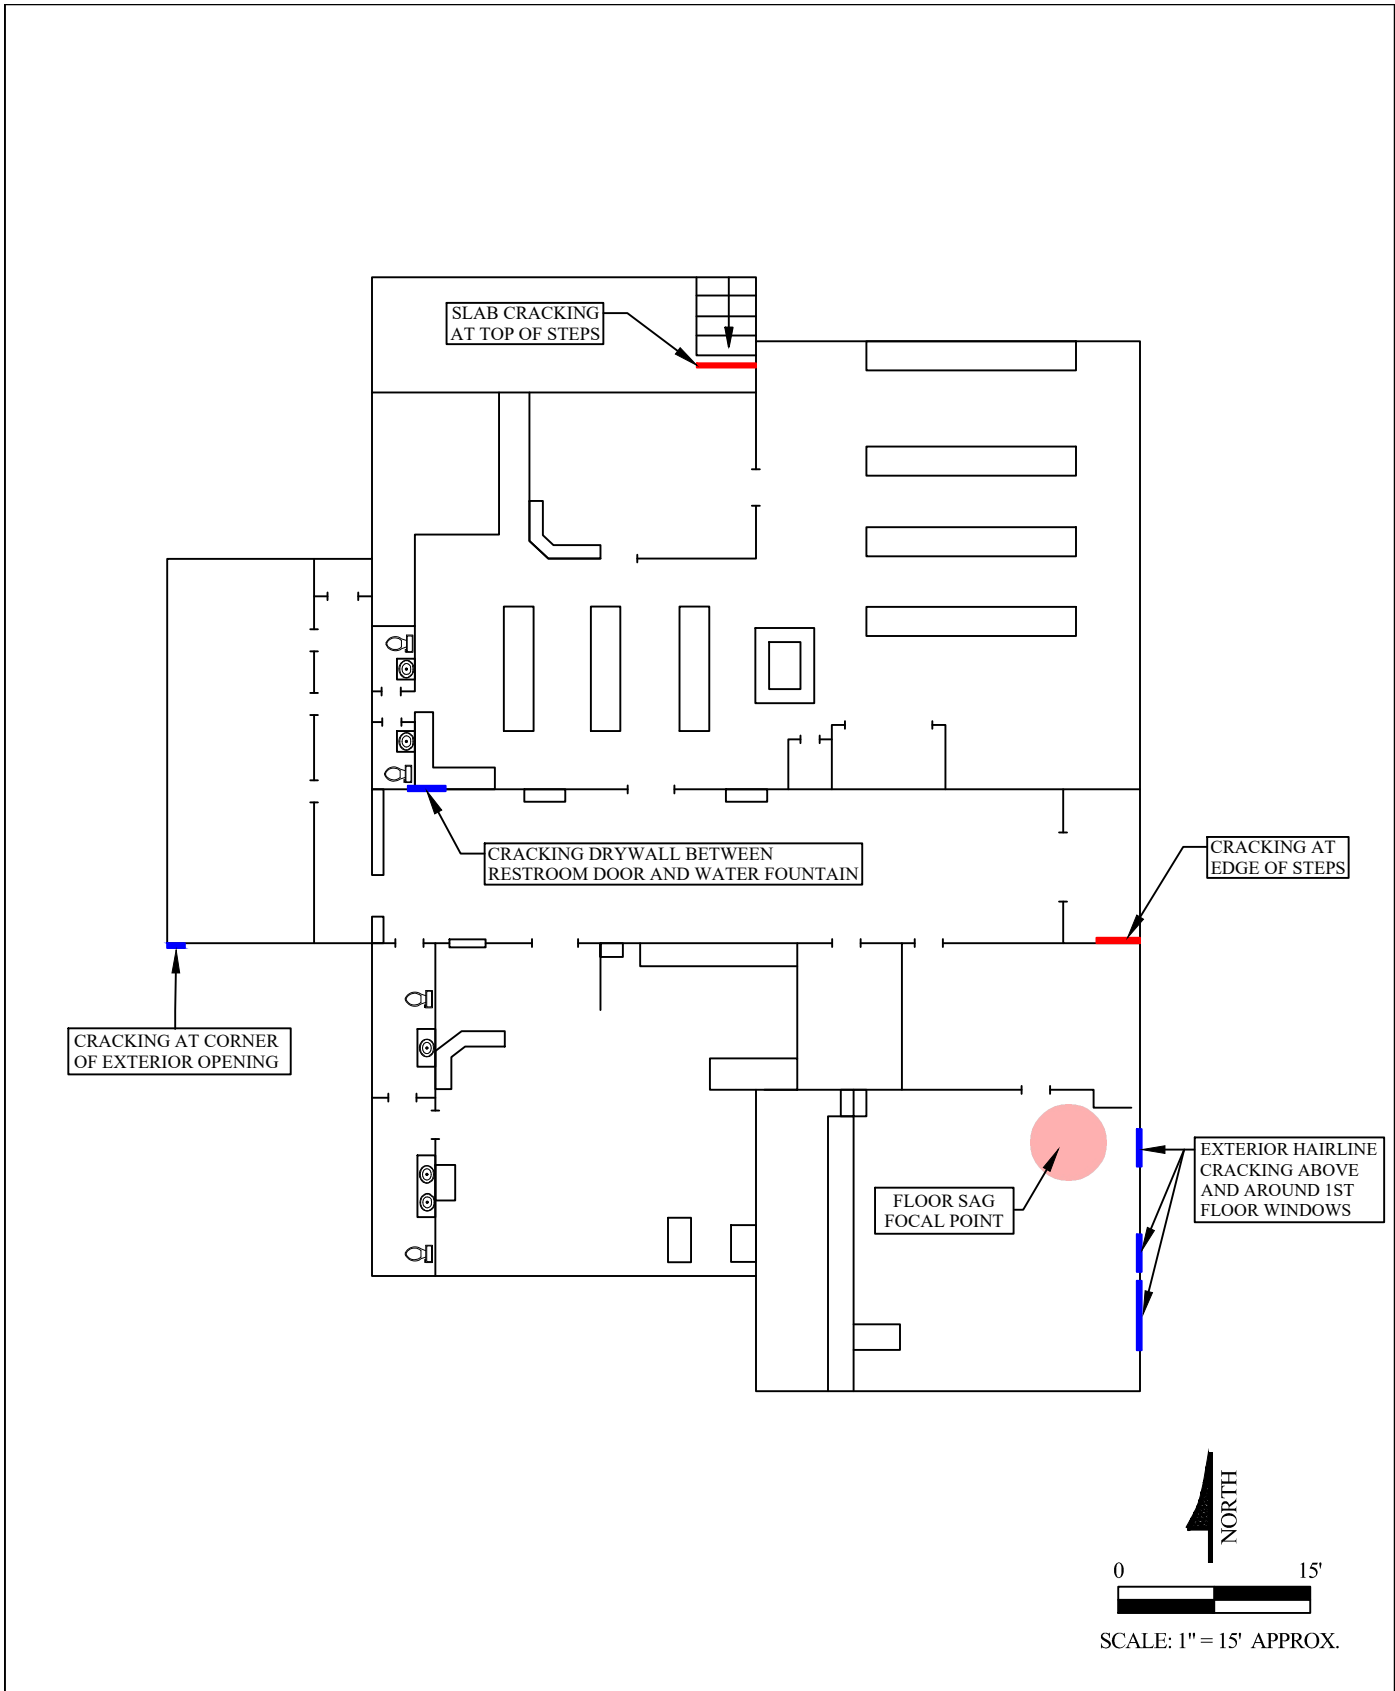 SLAB CRACKING
AT TOP OF STEPS
CRACKING DRYWALL BETWEEN
RESTROOM DOOR AND WATER FOUNTAIN
CRACKING AT
EDGE OF STEPS
CRACKING AT CORNER
OF EXTERIOR OPENING
EXTERIOR HAIRLINE
CRACKING ABOVE
AND AROUND 1ST
FLOOR WINDOWS
FLOOR SAG
FOCAL POINT
NORTH
0 15'
SCALE: 1" = 15' APPROX.